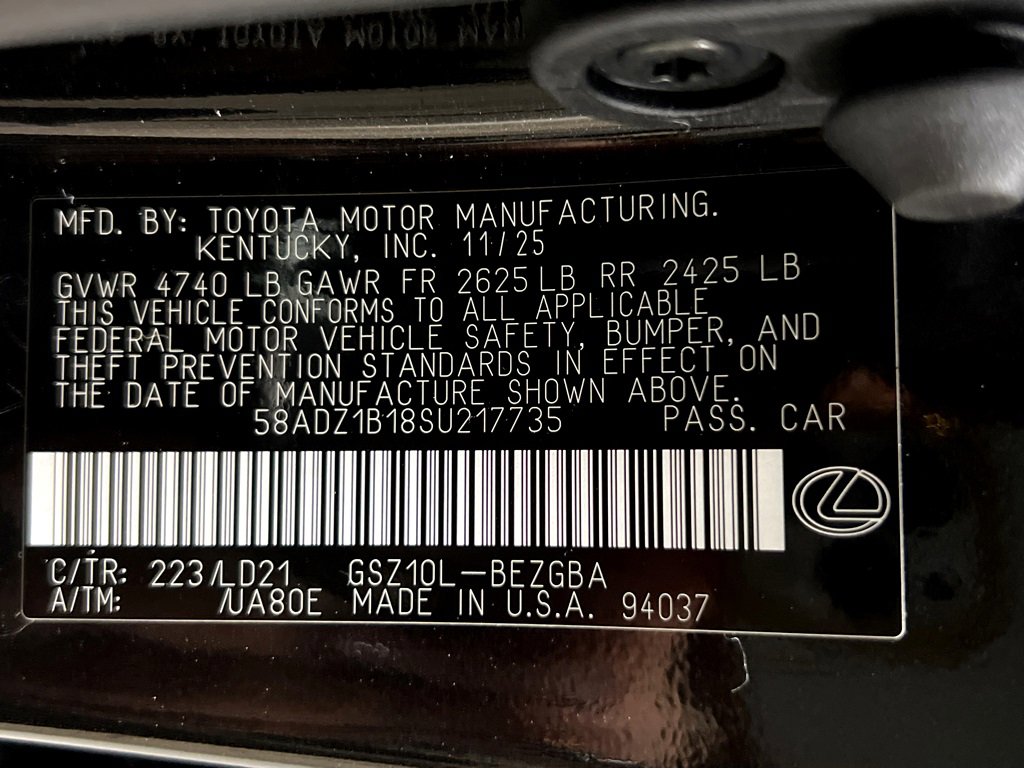 MFD. BY: TOYOTA MOTOR MANUFACTURING.
KENTUCKY, INC. 11/25
GVWR 4740 LB GAWR FR 2625 LB RR 2425 LB
THIS VEHICLE CONFORMS TO ALL APPLICABLE
FEDERAL MOTOR VEHICLE SAFETY, BUMPER, AND
THEFT PREVENTION STANDARDS IN EFFECT ON
THE DATE OF MANUFACTURE SHOWN ABOVE.
58ADZ1B18SU217735 PASS. CAR
C/TR: 223/LD21 GSZ10L-BEZGBA
A/TM: /UA80E MADE IN U.S.A. 94037